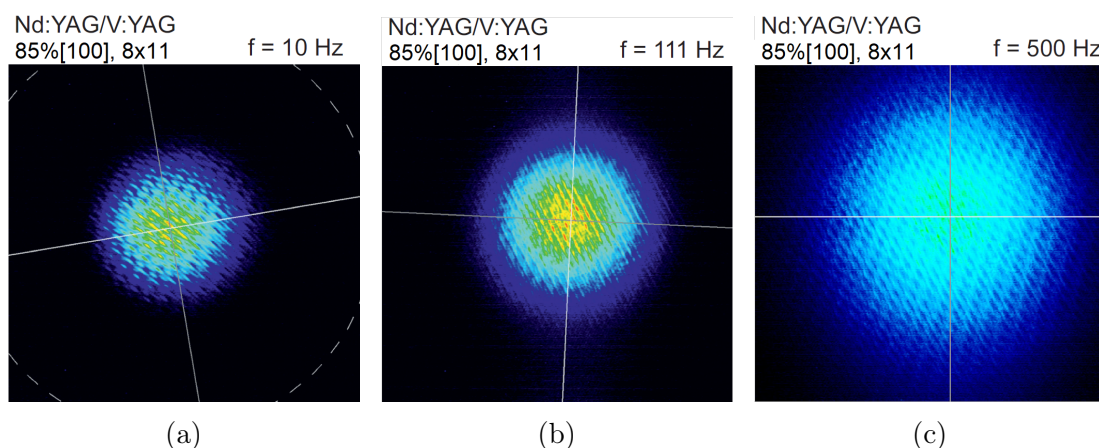 Nd:YAG/V:YAG
85%[100], 8x11 f = 10 Hz
(a)
Nd:YAG/V:YAG
85%[100], 8x11 f = 111 Hz
(b)
Nd:YAG/V:YAG
85%[100], 8x11 f = 500 Hz
(c)